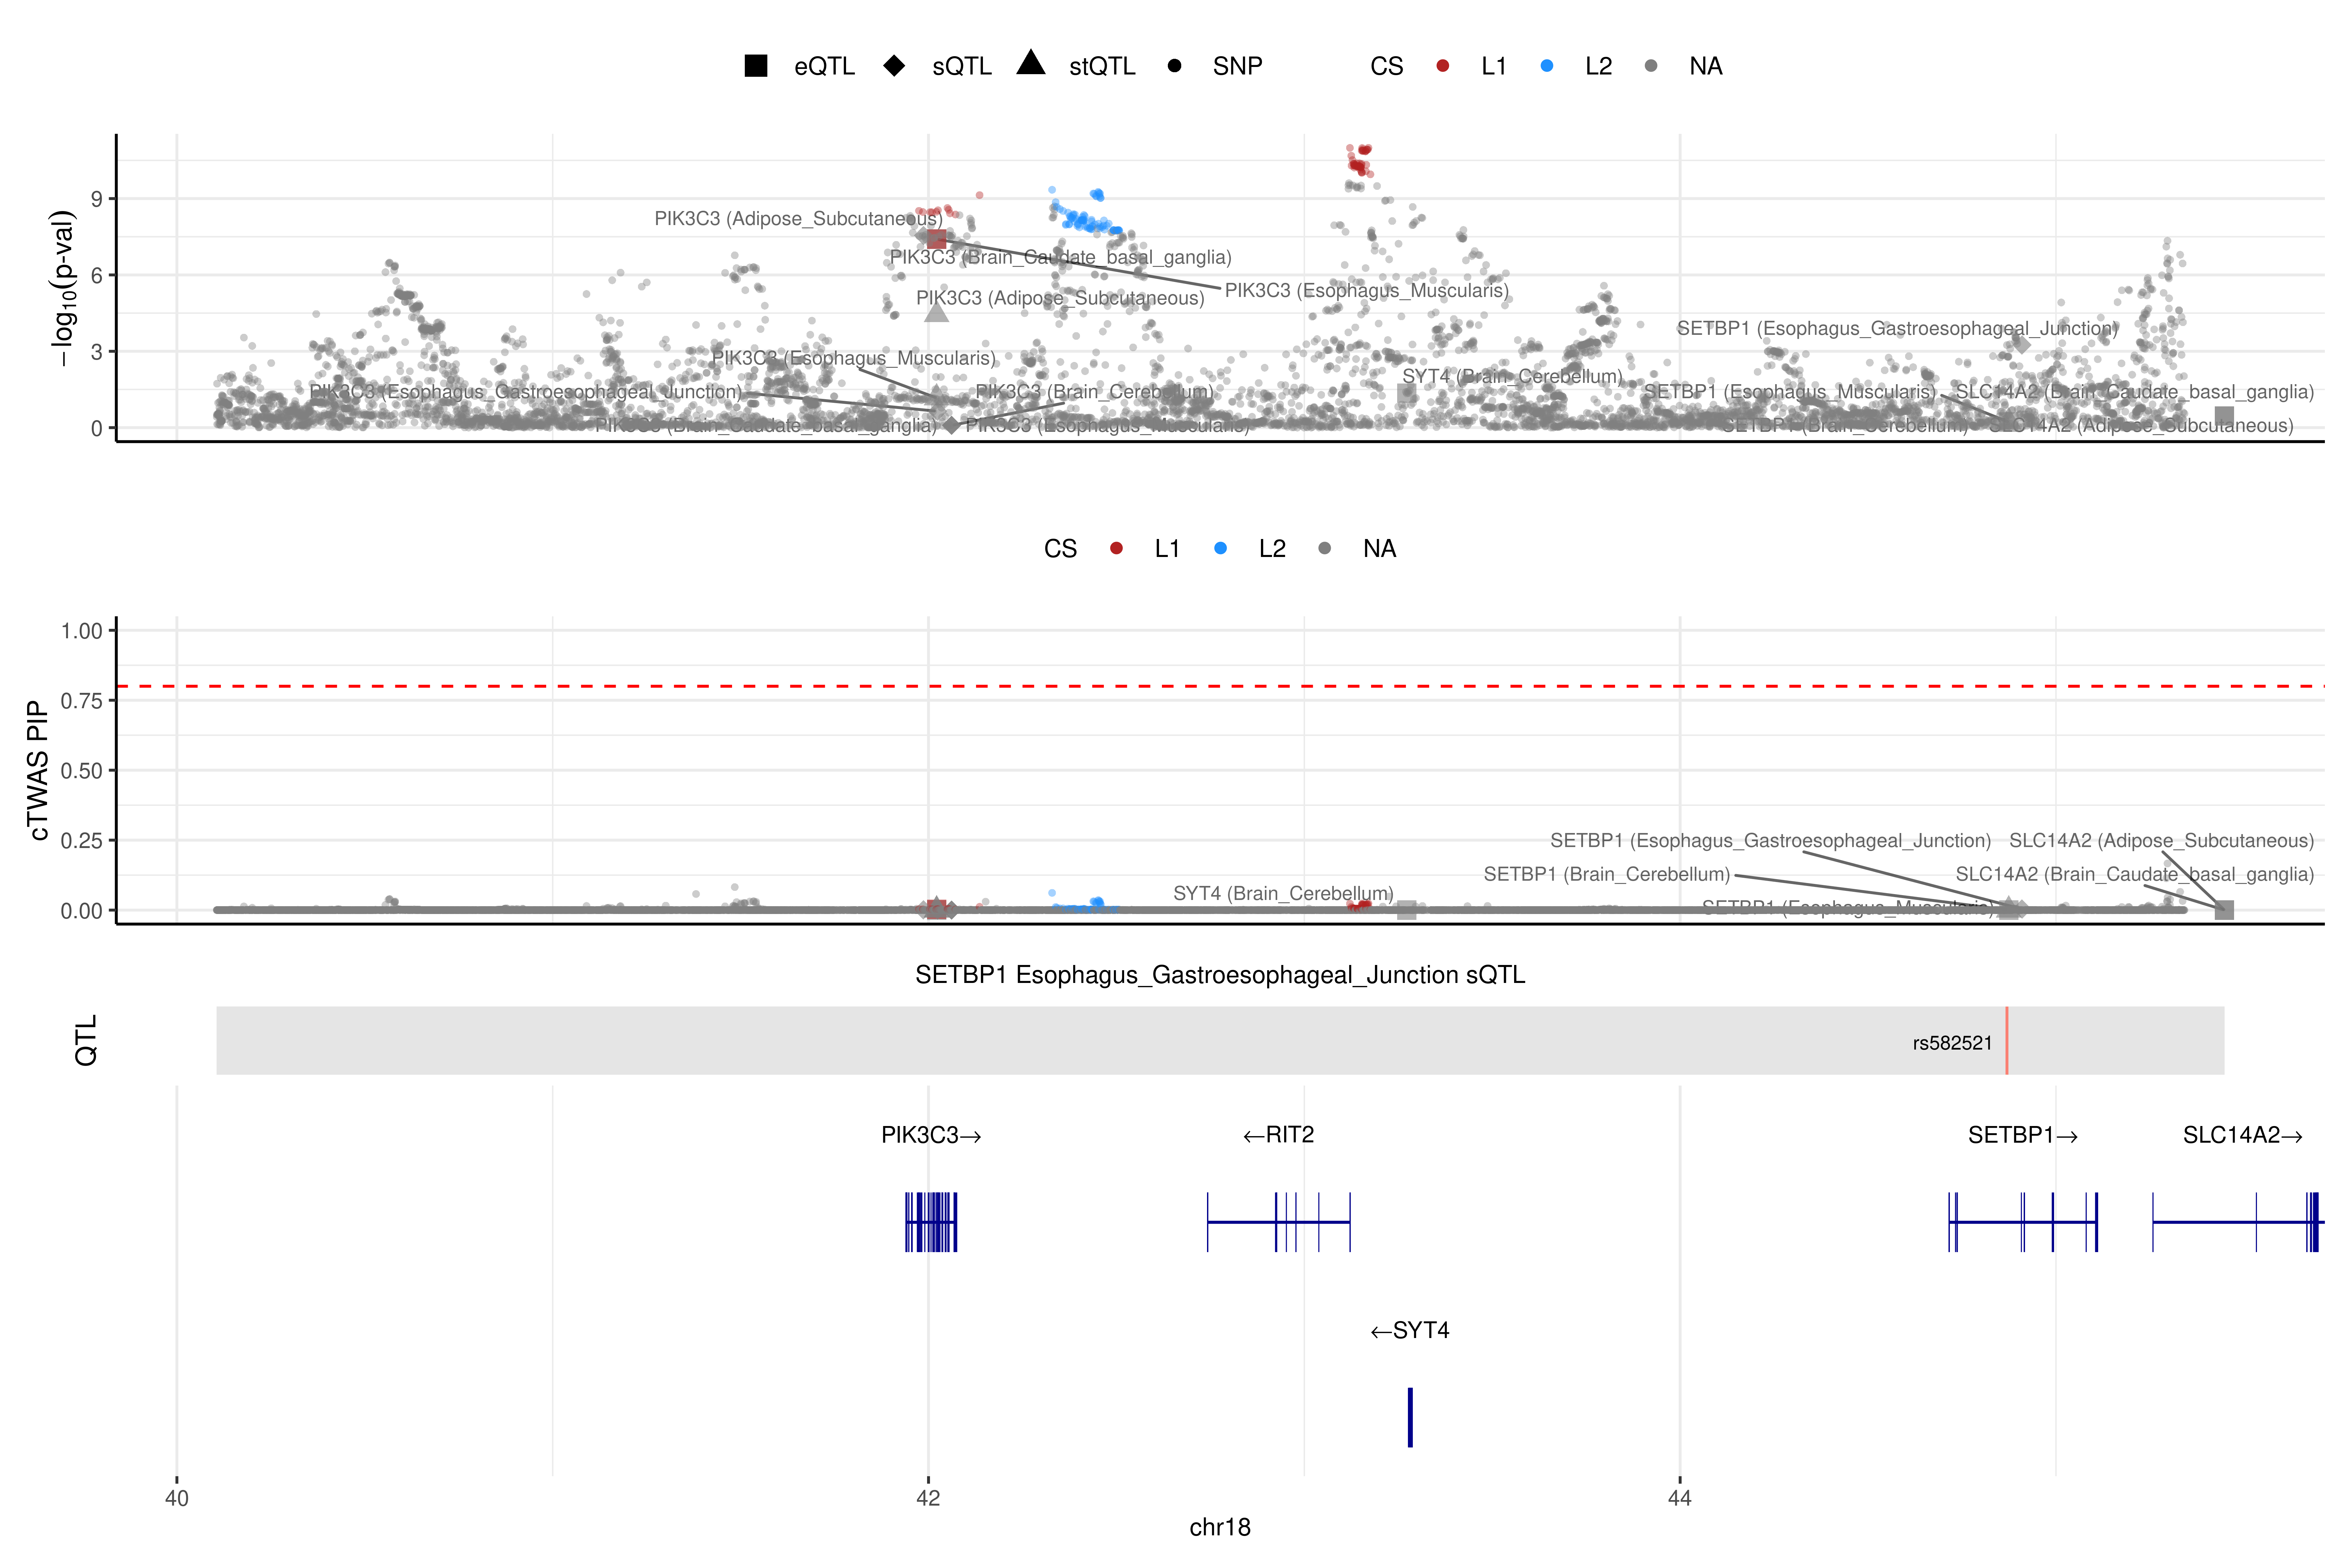 eQTL sQTL stQTL SNP CS L1 L2 NA
−log10(p-val)
9
6
3
0
PIK3C3 (Adipose_Subcutaneous)
PIK3C3 (Brain_Caudate_basal_ganglia)
PIK3C3 (Esophagus_Muscularis)
PIK3C3 (Adipose_Subcutaneous)
SETBP1 (Esophagus_Gastroesophageal_Junction)
PIK3C3 (Esophagus_Muscularis)
SYT4 (Brain_Cerebellum)
PIK3C3 (Esophagus_Gastroesophageal_Junction)
PIK3C3 (Brain_Cerebellum)
SETBP1 (Esophagus_Muscularis)
SLC14A2 (Brain_Caudate_basal_ganglia)
PIK3C3 (Brain_Caudate_basal_ganglia)
PIK3C3 (Esophagus_Muscularis)
SETBP1 (Brain_Cerebellum)
SLC14A2 (Adipose_Subcutaneous)
CS L1 L2 NA
cTWAS PIP
1.00
0.75
0.50
0.25
0.00
SETBP1 (Esophagus_Gastroesophageal_Junction)
SLC14A2 (Adipose_Subcutaneous)
SETBP1 (Brain_Cerebellum)
SLC14A2 (Brain_Caudate_basal_ganglia)
SYT4 (Brain_Cerebellum)
SETBP1 (Esophagus_Muscularis)
SETBP1 Esophagus_Gastroesophageal_Junction sQTL
QTL
rs582521
PIK3C3→
←RIT2
SETBP1→
SLC14A2→
←SYT4
40
42
44
chr18